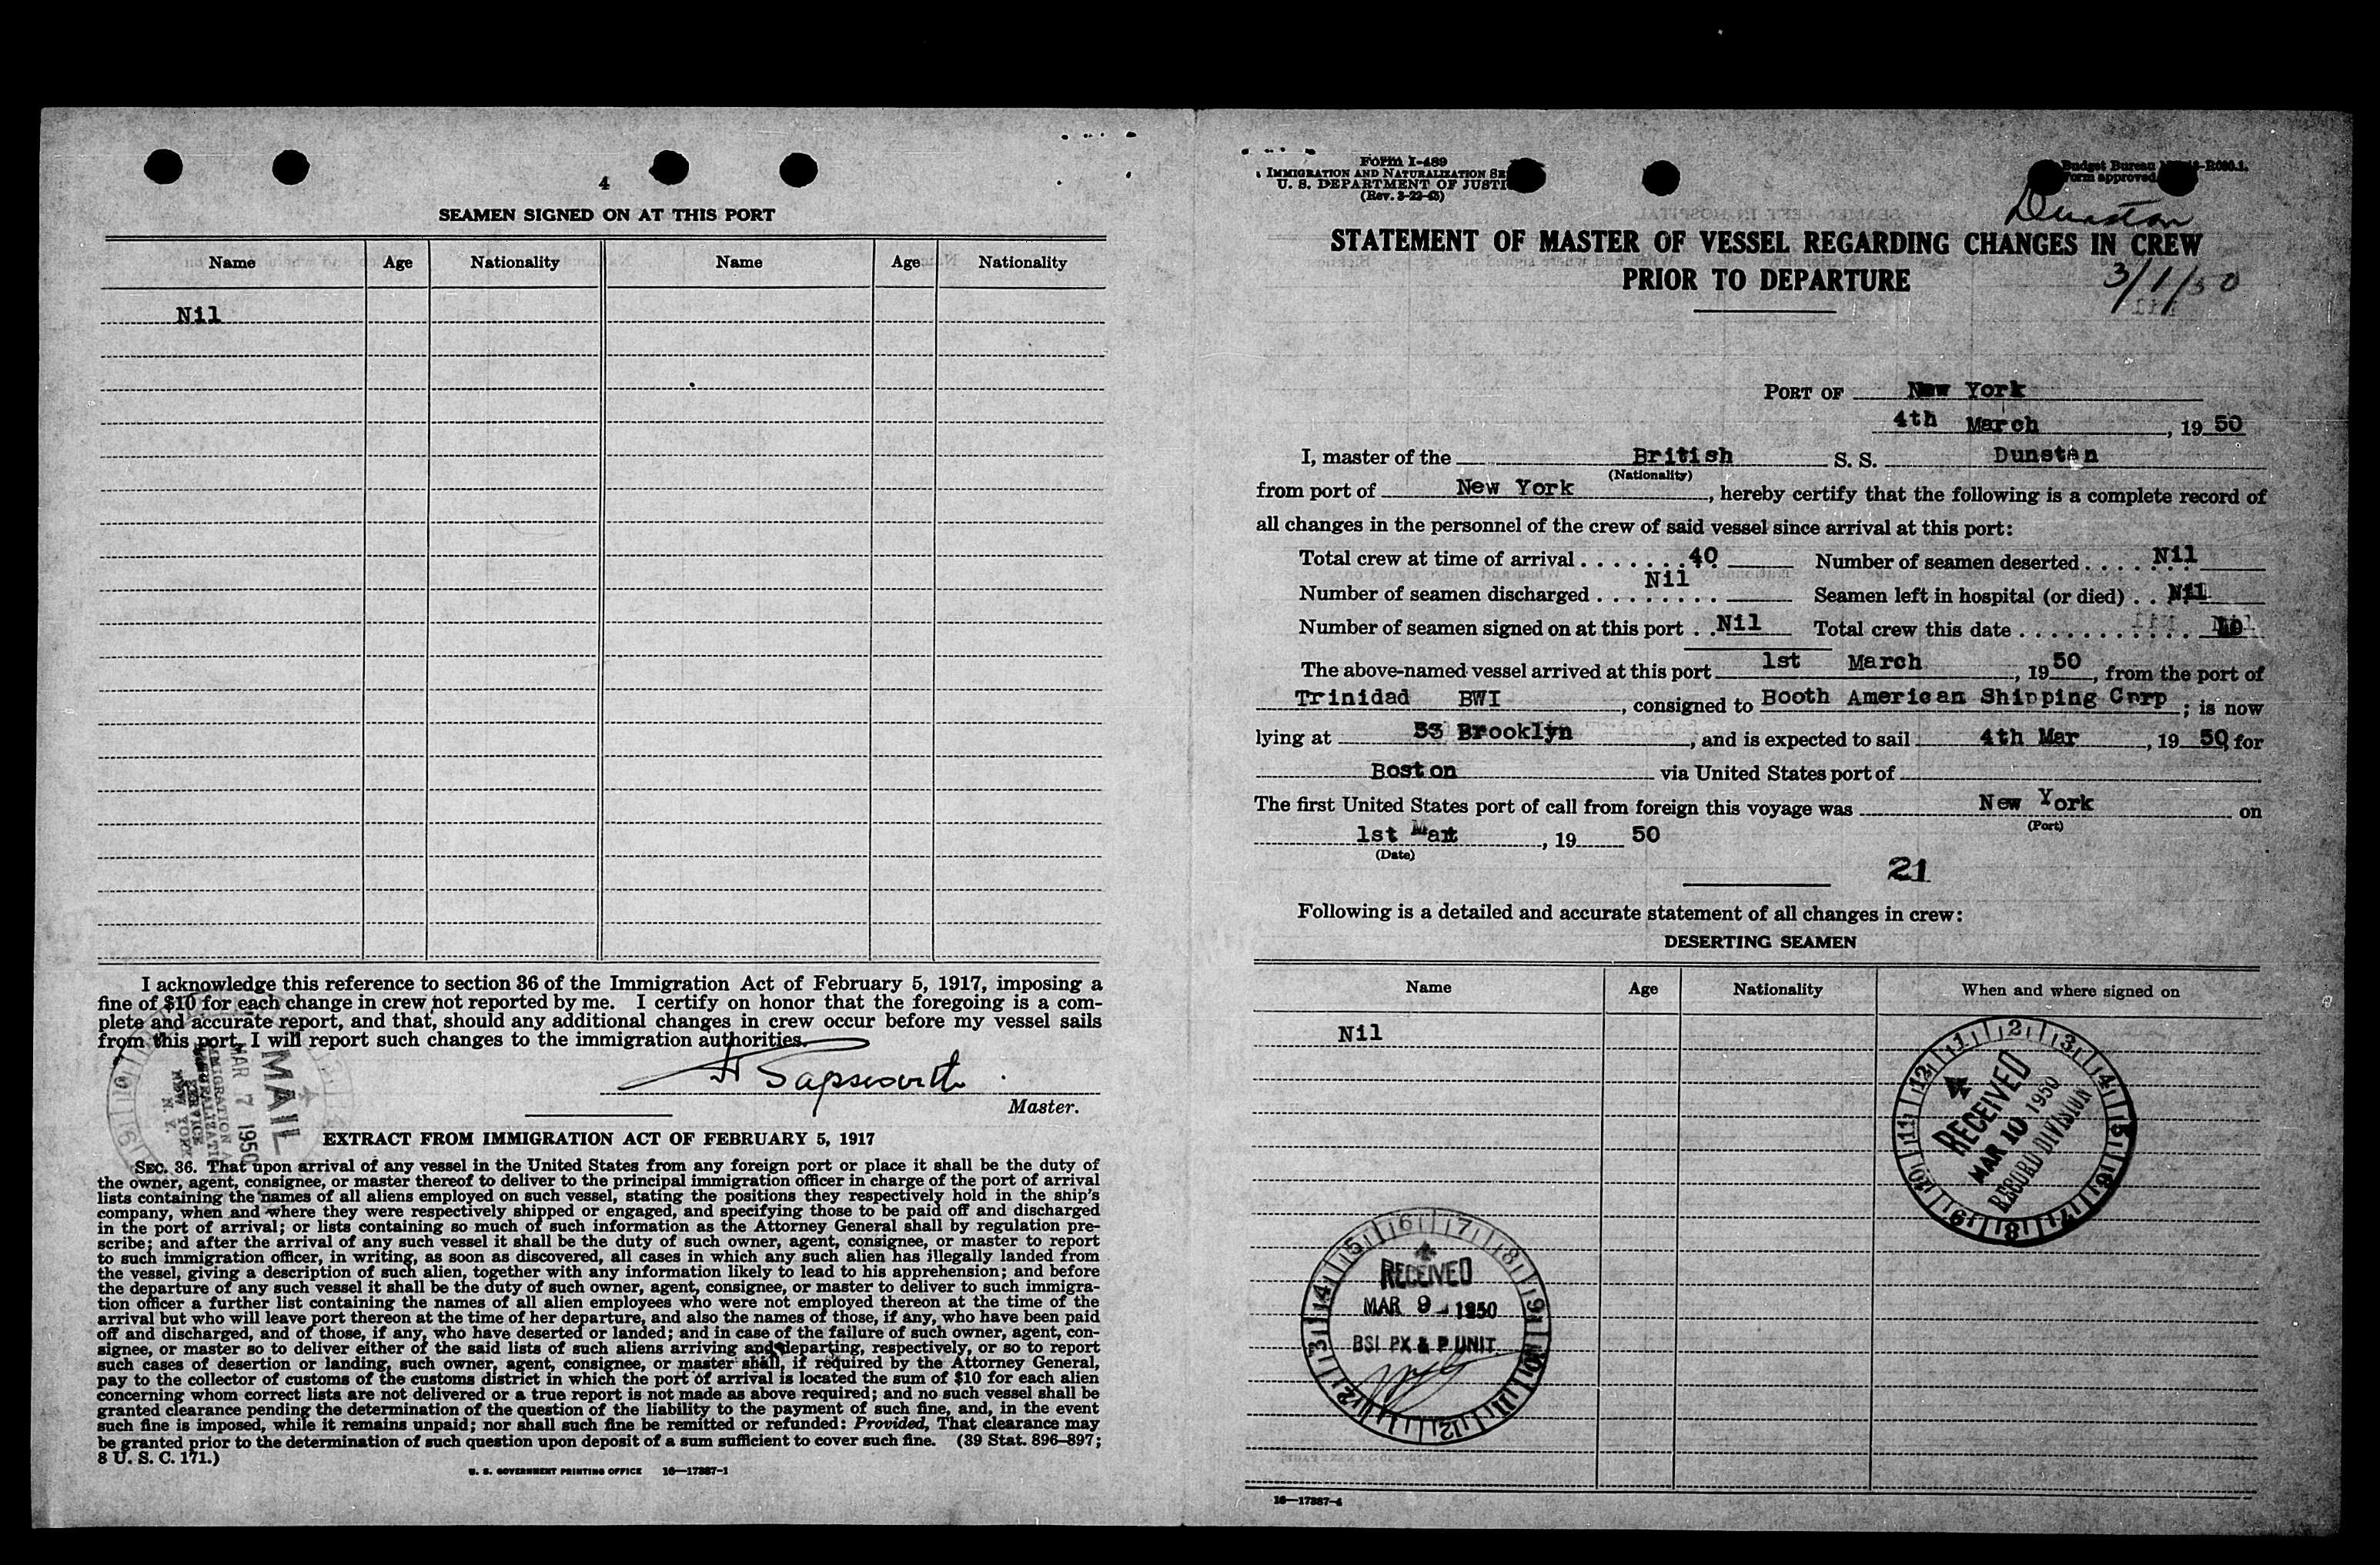 4
SEAMEN SIGNED ON AT THIS PORT
Name Age Nationality Name Age Nationality
Nil
I acknowledge this reference to section 36 of the Immigration Act of February 5, 1917, imposing a
fine of $10 for each change in crew not reported by me. I certify on honor that the foregoing is a com-
plete and accurate report, and that, should any additional changes in crew occur before my vessel sails
from this port, I will report such changes to the immigration authorities.
MAIL
MAR 7 1950
IMMIGRATION &
NATURALIZATION
SERVICE
NEW YORK
N. Y.
H Sapsworth
Master.
EXTRACT FROM IMMIGRATION ACT OF FEBRUARY 5, 1917
SEC. 36. That upon arrival of any vessel in the United States from any foreign port or place it shall be the duty of
the owner, agent, consignee, or master thereof to deliver to the principal immigration officer in charge of the port of arrival
lists containing the names of all aliens employed on such vessel, stating the positions they respectively hold in the ship's
company, when and where they were respectively shipped or engaged, and specifying those to be paid off and discharged
in the port of arrival; or lists containing so much of such information as the Attorney General shall by regulation pre-
scribe; and after the arrival of any such vessel it shall be the duty of such owner, agent, consignee, or master to report
to such immigration officer, in writing, as soon as discovered, all cases in which any such alien has illegally landed from
the vessel, giving a description of such alien, together with any information likely to lead to his apprehension; and before
the departure of any such vessel it shall be the duty of such owner, agent, consignee, or master to deliver to such immigra-
tion officer a further list containing the names of all alien employees who were not employed thereon at the time of the
arrival but who will leave port thereon at the time of her departure, and also the names of those, if any, who have been paid
off and discharged, and of those, if any, who have deserted or landed; and in case of the failure of such owner, agent, con-
signee, or master so to deliver either of the said lists of such aliens arriving and departing, respectively, or so to report
such cases of desertion or landing, such owner, agent, consignee, or master shall, if required by the Attorney General,
pay to the collector of customs of the customs district in which the port of arrival is located the sum of $10 for each alien
concerning whom correct lists are not delivered or a true report is not made as above required; and no such vessel shall be
granted clearance pending the determination of the question of the liability to the payment of such fine, and, in the event
such fine is imposed, while it remains unpaid; nor shall such fine be remitted or refunded: Provided, That clearance may
be granted prior to the determination of such question upon deposit of a sum sufficient to cover such fine. (39 Stat. 896-897;
8 U. S. C. 171.)
U. S. GOVERNMENT PRINTING OFFICE 16—17387-1
Form I-489
IMMIGRATION AND NATURALIZATION
U. S. DEPARTMENT OF JUSTI
Budget Bureau -R080.1.
Form approved
Dunstan
STATEMENT OF MASTER OF VESSEL REGARDING CHANGES IN CREW
PRIOR TO DEPARTURE
3/1/50
PORT OF New York
4th March, 19 50
I, master of the British S. S. Dunstan
(Nationality)
from port of New York, hereby certify that the following is a complete record of
all changes in the personnel of the crew of said vessel since arrival at this port:
Total crew at time of arrival . . . . . . . 40 Number of seamen deserted . . . . . . . Nil
Number of seamen discharged . . . . . . . . Nil Seamen left in hospital (or died) . . Nil
Number of seamen signed on at this port . . Nil Total crew this date . . . . . . . . . . . 40
The above-named vessel arrived at this port 1st March, 19 50, from the port of
Trinidad BWI, consigned to Booth American Shipping Corp; is now
lying at 33 Brooklyn, and is expected to sail 4th Mar, 19 50 for
Boston via United States port of
The first United States port of call from foreign this voyage was New York on
(Port)
1st Mar, 19 50
(Date)
21
Following is a detailed and accurate statement of all changes in crew:
DESERTING SEAMEN
Name Age Nationality When and where signed on
Nil
RECEIVED
MAR 10 1950
RECORD DIVISION
RECEIVED
MAR 9 - 1950
BSI PX & P UNIT
16—17387-1